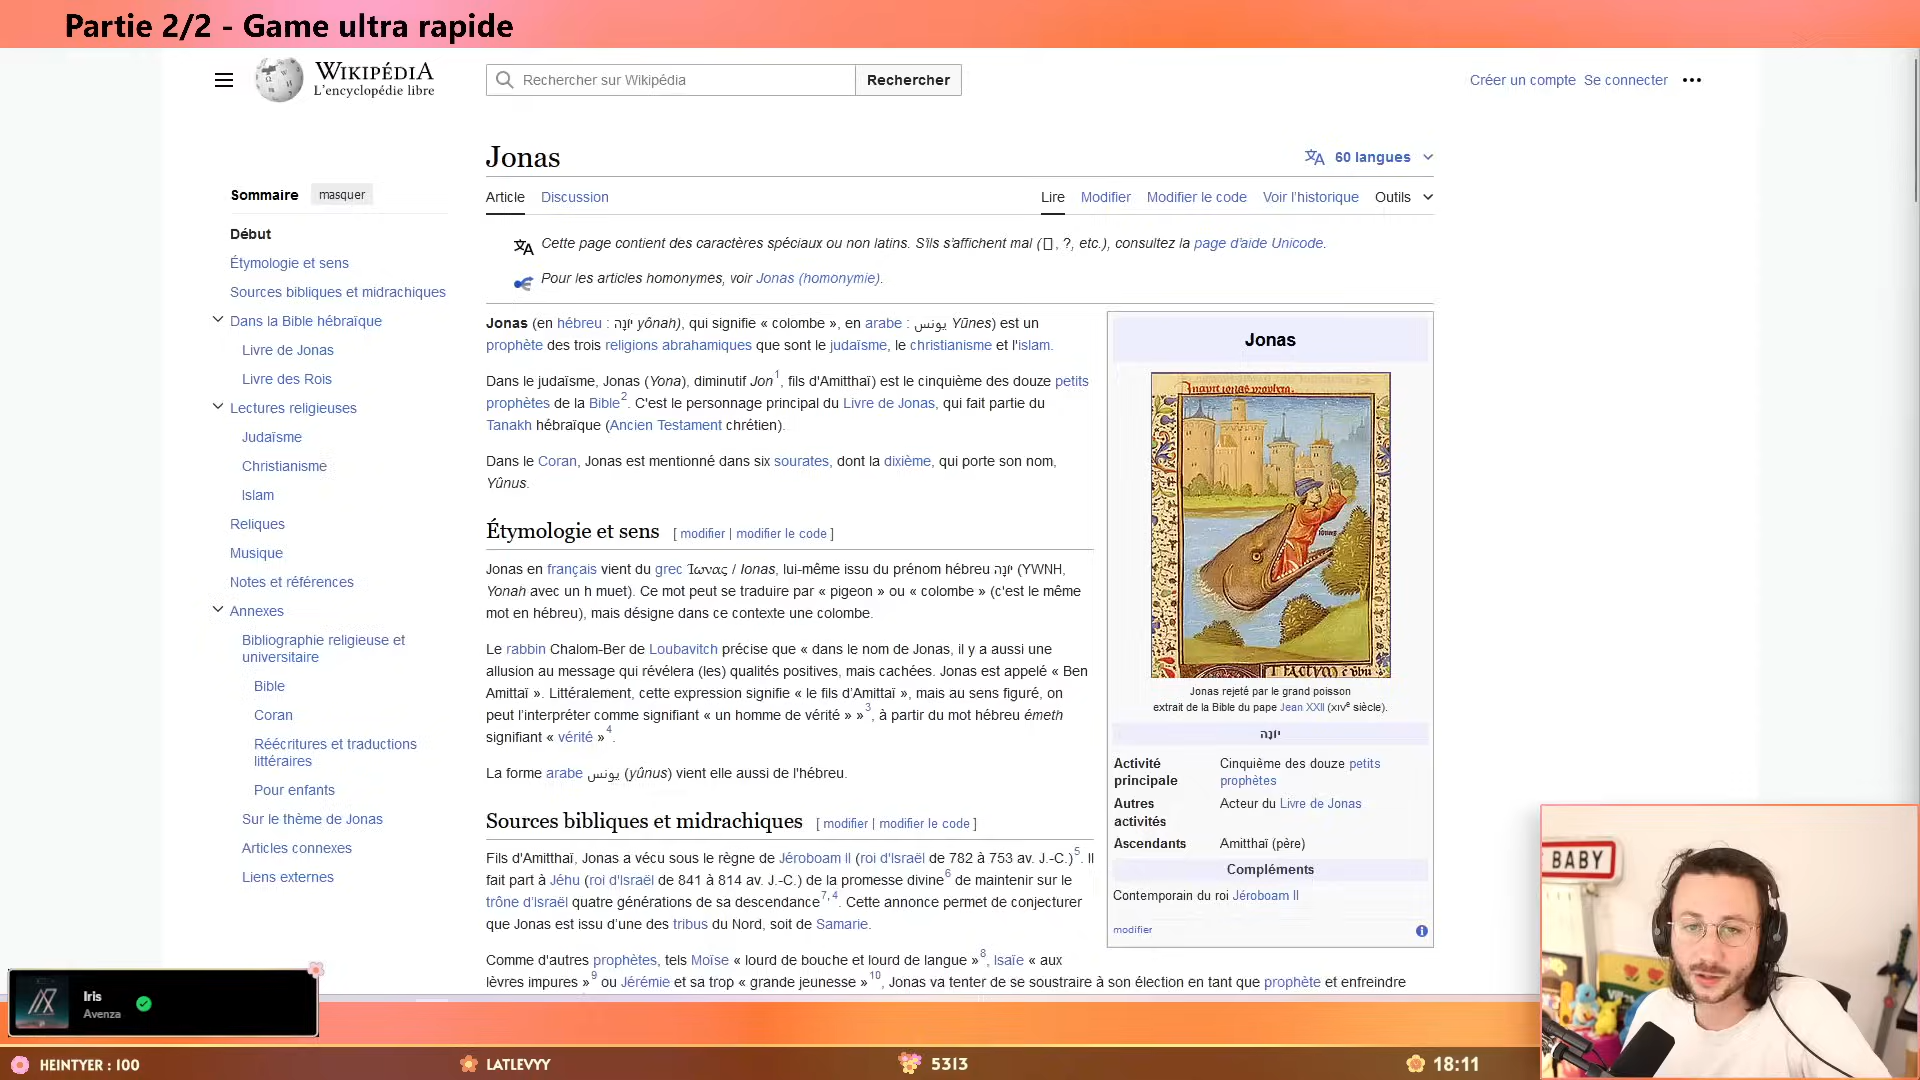 Partie 2/2 - Game ultra rapide
WIKIPÉDIA
L'encyclopédie libre
Rechercher sur Wikipédia
Rechercher
Créer un compte Se connecter
Jonas
60 langues
Article Discussion
Lire Modifier Modifier le code Voir l'historique Outils
Sommaire masquer
Début
Étymologie et sens
Sources bibliques et midrachiques
Dans la Bible hébraïque
Livre de Jonas
Livre des Rois
Lectures religieuses
Judaïsme
Christianisme
Islam
Reliques
Musique
Notes et références
Annexes
Bibliographie religieuse et
universitaire
Bible
Coran
Réécritures et traductions
littéraires
Pour enfants
Sur le thème de Jonas
Articles connexes
Liens externes
Cette page contient des caractères spéciaux ou non latins. S'ils s'affichent mal (▯, ?, etc.), consultez la page d'aide Unicode.
Pour les articles homonymes, voir Jonas (homonymie).
Jonas (en hébreu : יוֹנָה yônah), qui signifie « colombe », en arabe : يونس Yūnes) est un
prophète des trois religions abrahamiques que sont le judaïsme, le christianisme et l'islam.
Dans le judaïsme, Jonas (Yona), diminutif Jon1, fils d'Amitthaï) est le cinquième des douze petits
prophètes de la Bible2. C'est le personnage principal du Livre de Jonas, qui fait partie du
Tanakh hébraïque (Ancien Testament chrétien).
Dans le Coran, Jonas est mentionné dans six sourates, dont la dixième, qui porte son nom,
Yûnus.
Étymologie et sens [ modifier | modifier le code ]
Jonas en français vient du grec Ἰωνας / Ionas, lui-même issu du prénom hébreu יוֹנָה (YWNH,
Yonah avec un h muet). Ce mot peut se traduire par « pigeon » ou « colombe » (c'est le même
mot en hébreu), mais désigne dans ce contexte une colombe.
Le rabbin Chalom-Ber de Loubavitch précise que « dans le nom de Jonas, il y a aussi une
allusion au message qui révélera (les) qualités positives, mais cachées. Jonas est appelé « Ben
Amittaï ». Littéralement, cette expression signifie « le fils d'Amittaï », mais au sens figuré, on
peut l'interpréter comme signifiant « un homme de vérité » »3, à partir du mot hébreu émeth
signifiant « vérité »4.
La forme arabe يونس (yûnus) vient elle aussi de l'hébreu.
Sources bibliques et midrachiques [ modifier | modifier le code ]
Fils d'Amitthaï, Jonas a vécu sous le règne de Jéroboam II (roi d'Israël de 782 à 753 av. J.-C.)5. Il
fait part à Jéhu (roi d'Israël de 841 à 814 av. J.-C.) de la promesse divine6 de maintenir sur le
trône d'Israël quatre générations de sa descendance7,4. Cette annonce permet de conjecturer
que Jonas est issu d'une des tribus du Nord, soit de Samarie.
Comme d'autres prophètes, tels Moïse « lourd de bouche et lourd de langue »8, Isaïe « aux
lèvres impures »9 ou Jérémie et sa trop « grande jeunesse »10, Jonas va tenter de se soustraire à son élection en tant que prophète et enfreindre
Jonas
Jonas rejeté par le grand poisson
extrait de la Bible du pape Jean XXII (XIVe siècle).
יוֹנָה
Activité
principale
Cinquième des douze petits
prophètes
Autres
activités
Acteur du Livre de Jonas
Ascendants
Amitthaï (père)
Compléments
Contemporain du roi Jéroboam II
modifier
BABY
Iris
Avenza
HEINTYER : 100
LATLEVYY
5313
18:11